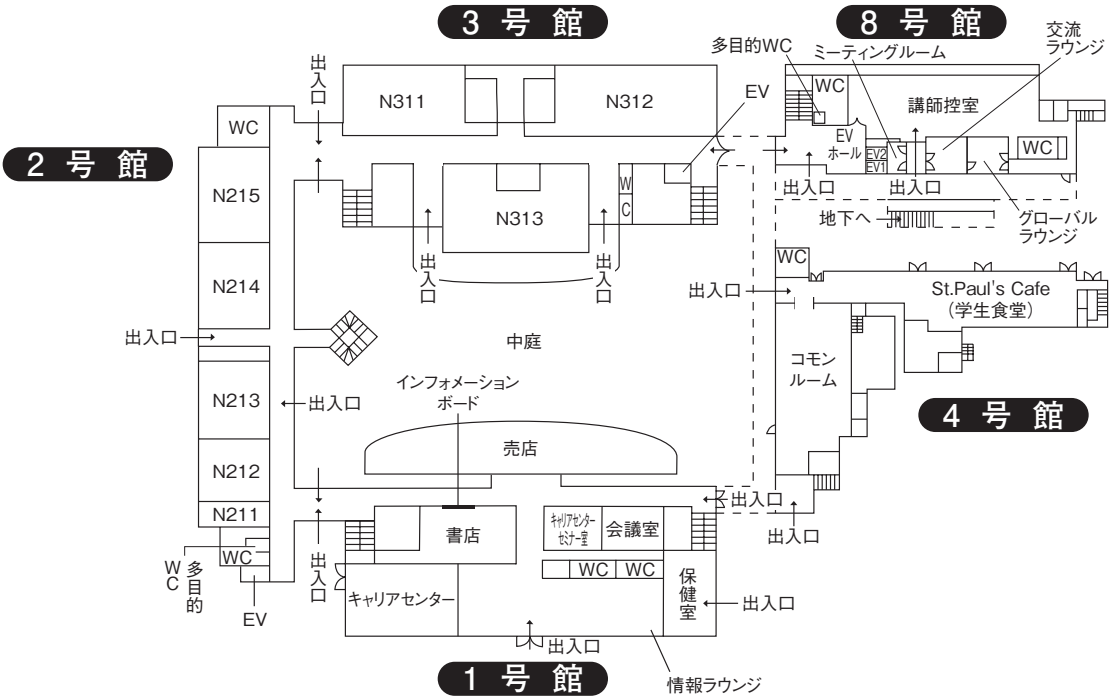 3 号 館
8 号 館
交流
ラウンジ
多目的WC
ミーティングルーム
出入口
EV
WC
講師控室
N311
N312
WC
EV
ホール
EV2
EV1
WC
2 号 館
N215
WC
N313
出入口
出入口
地下へ
グローバル
ラウンジ
出入口
出入口
WC
N214
出入口
St.Paul's Cafe
（学生食堂）
出入口
中庭
コモン
ルーム
インフォメーション
ボード
N213
出入口
4 号 館
売店
N212
出入口
N211
書店
キャリアセンター
セミナー室
会議室
出入口
WC
多目的
WC
出入口
WC
WC
保健室
キャリアセンター
出入口
EV
出入口
1 号 館
情報ラウンジ